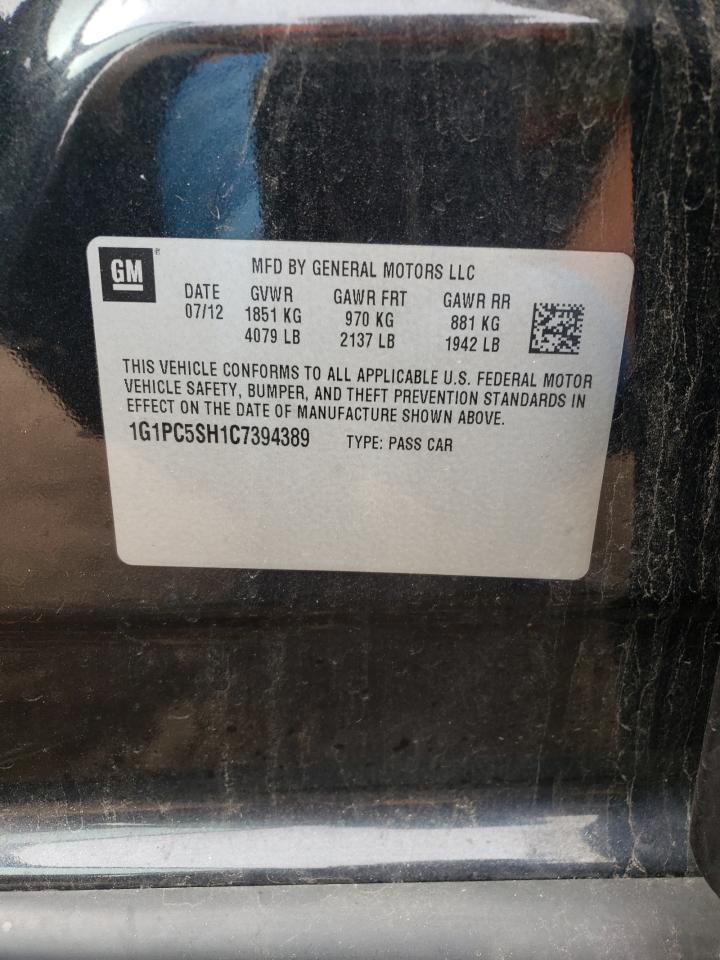 GM
MFD BY GENERAL MOTORS LLC
DATE GVWR GAWR FRT GAWR RR
07/12 1851 KG 970 KG 881 KG
4079 LB 2137 LB 1942 LB
THIS VEHICLE CONFORMS TO ALL APPLICABLE U.S. FEDERAL MOTOR
VEHICLE SAFETY, BUMPER, AND THEFT PREVENTION STANDARDS IN
EFFECT ON THE DATE OF MANUFACTURE SHOWN ABOVE.
1G1PC5SH1C7394389 TYPE: PASS CAR